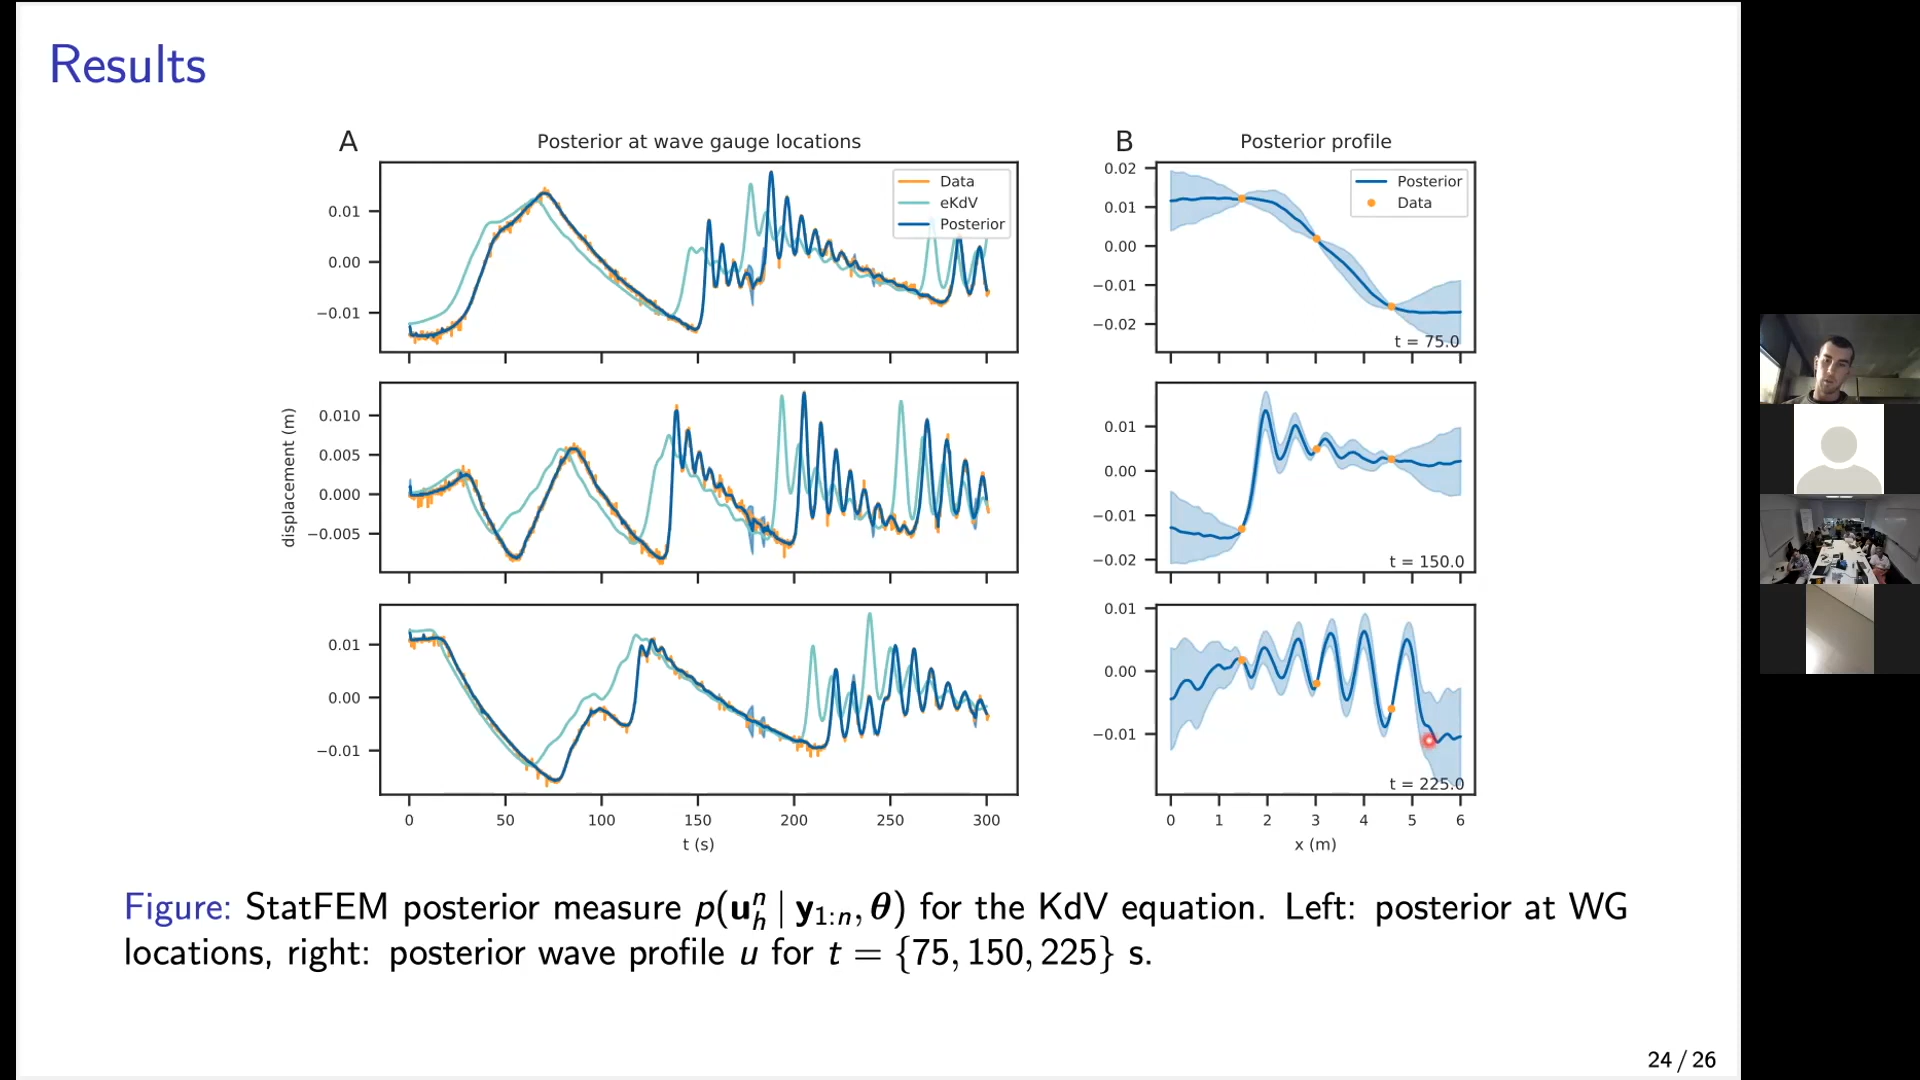 Results
A
Posterior at wave gauge locations
Data
eKdV
Posterior
0.01
0.00
−0.01
displacement (m)
0.010
0.005
0.000
−0.005
0.01
0.00
−0.01
0 50 100 150 200 250 300
t (s)
B
Posterior profile
Posterior
Data
0.02
0.01
0.00
−0.01
−0.02
t = 75.0
0.01
0.00
−0.01
−0.02
t = 150.0
0.01
0.00
−0.01
t = 225.0
0 1 2 3 4 5 6
x (m)
Figure: StatFEM posterior measure p(𝐮ₕⁿ | 𝐲₁:ₙ, 𝜽) for the KdV equation. Left: posterior at WG
locations, right: posterior wave profile u for t = {75, 150, 225} s.
24 / 26